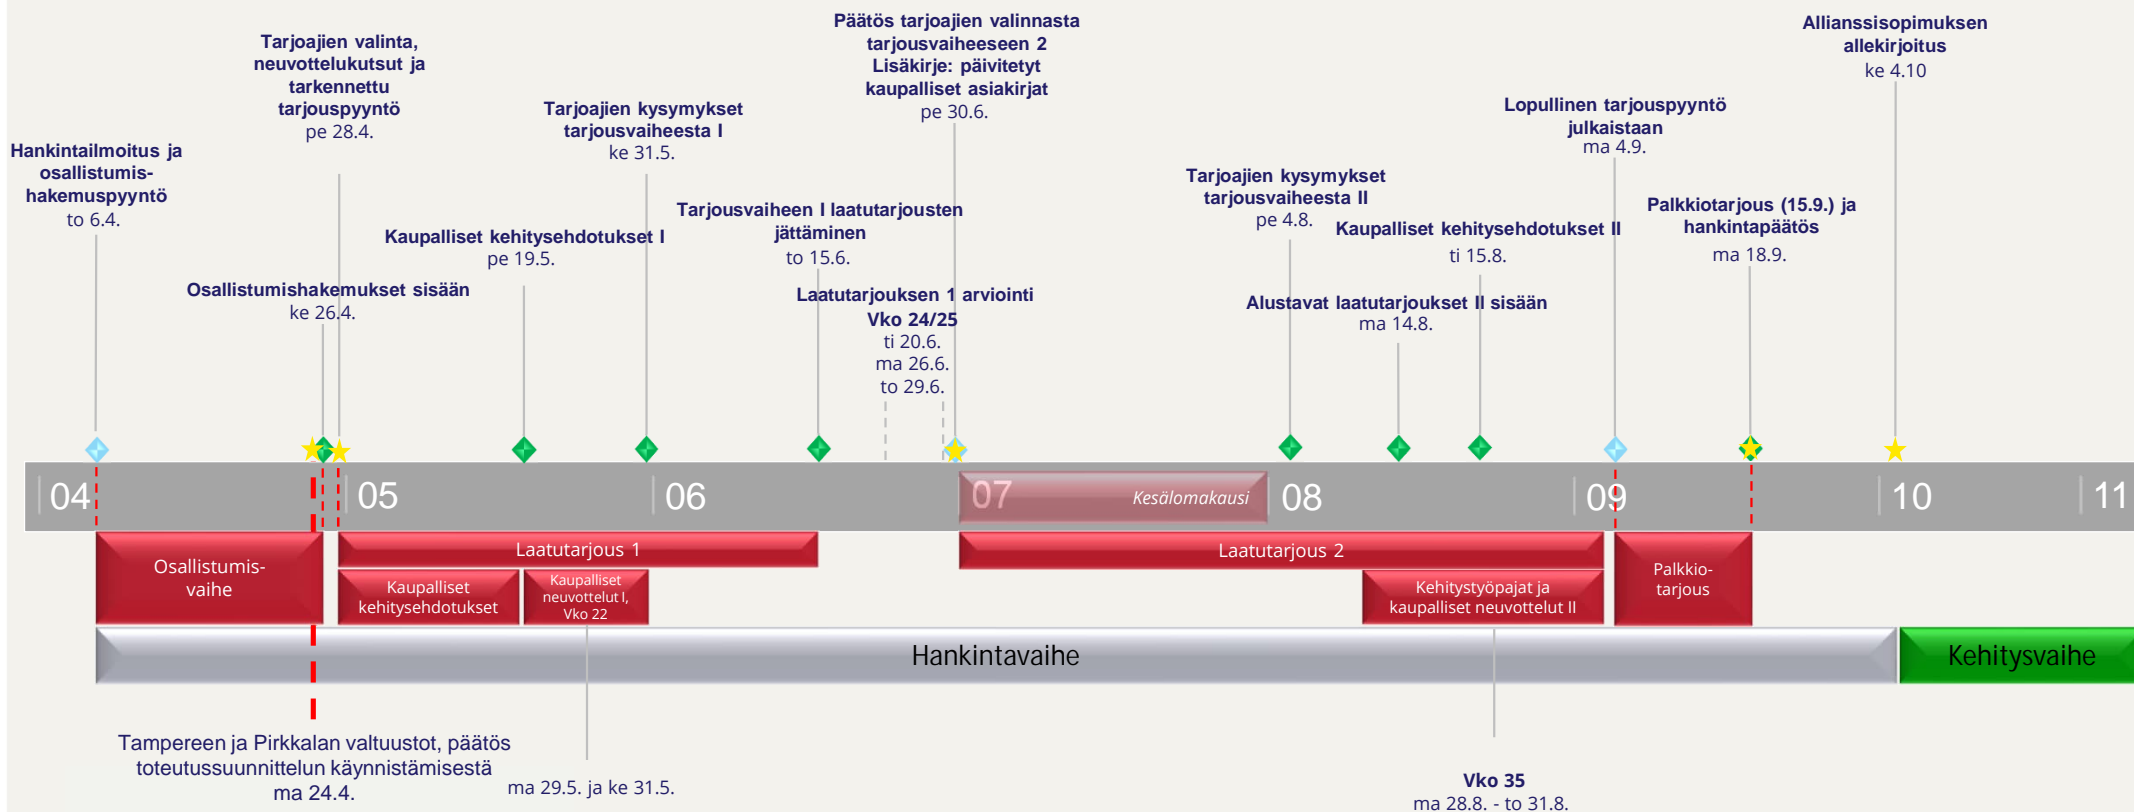 Hankintailmoitus ja
osallistumis-
hakemuspyyntö
to 6.4.
Tarjoajien valinta,
neuvottelukutsut ja
tarkennettu
tarjouspyyntö
pe 28.4.
Osallistumishakemukset sisään
ke 26.4.
Kaupalliset kehitysehdotukset I
pe 19.5.
Tarjoajien kysymykset
tarjousvaiheesta I
ke 31.5.
Tarjousvaiheen I laatutarjousten
jättäminen
to 15.6.
Laatutarjouksen 1 arviointi
Vko 24/25
ti 20.6.
ma 26.6.
to 29.6.
Päätös tarjoajien valinnasta
tarjousvaiheeseen 2
Lisäkirje: päivitetyt
kaupalliset asiakirjat
pe 30.6.
Tarjoajien kysymykset
tarjousvaiheesta II
pe 4.8.
Alustavat laatutarjoukset II sisään
ma 14.8.
Kaupalliset kehitysehdotukset II
ti 15.8.
Lopullinen tarjouspyyntö
julkaistaan
ma 4.9.
Palkkiotarjous (15.9.) ja
hankintapäätös
ma 18.9.
Allianssisopimuksen
allekirjoitus
ke 4.10
04
05
06
07
Kesälomakausi
08
09
10
11
Osallistumis-
vaihe
Laatutarjous 1
Kaupalliset
kehitysehdotukset
Kaupalliset
neuvottelut I,
Vko 22
Laatutarjous 2
Kehitystyöpajat ja
kaupalliset neuvottelut II
Palkkio-
tarjous
Hankintavaihe
Kehitysvaihe
Tampereen ja Pirkkalan valtuustot, päätös
toteutussuunnittelun käynnistämisestä
ma 24.4.
ma 29.5. ja ke 31.5.
Vko 35
ma 28.8. - to 31.8.